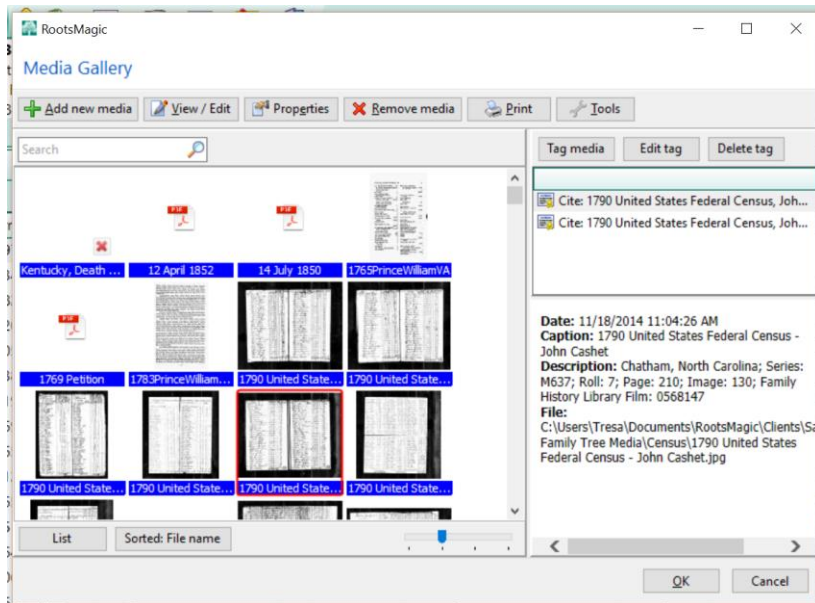 RootsMagic
Media Gallery
Add new media View / Edit Properties Remove media Print Tools
Search
Tag media Edit tag Delete tag
Cite: 1790 United States Federal Census, Joh...
Cite: 1790 United States Federal Census, Joh...
Kentucky, Death ... 12 April 1852 14 July 1850 1765PrinceWilliamVA
1769 Petition 1783PrinceWilliam... 1790 United State... 1790 United State...
1790 United State... 1790 United State... 1790 United State... 1790 United State...
Date: 11/18/2014 11:04:26 AM
Caption: 1790 United States Federal Census -
John Cashet
Description: Chatham, North Carolina; Series:
M637; Roll: 7; Page: 210; Image: 130; Family
History Library Film: 0568147
File:
C:\Users\Tresa\Documents\RootsMagic\Clients\Sa
Family Tree Media\Census\1790 United States
Federal Census - John Cashet.jpg
List Sorted: File name
OK Cancel